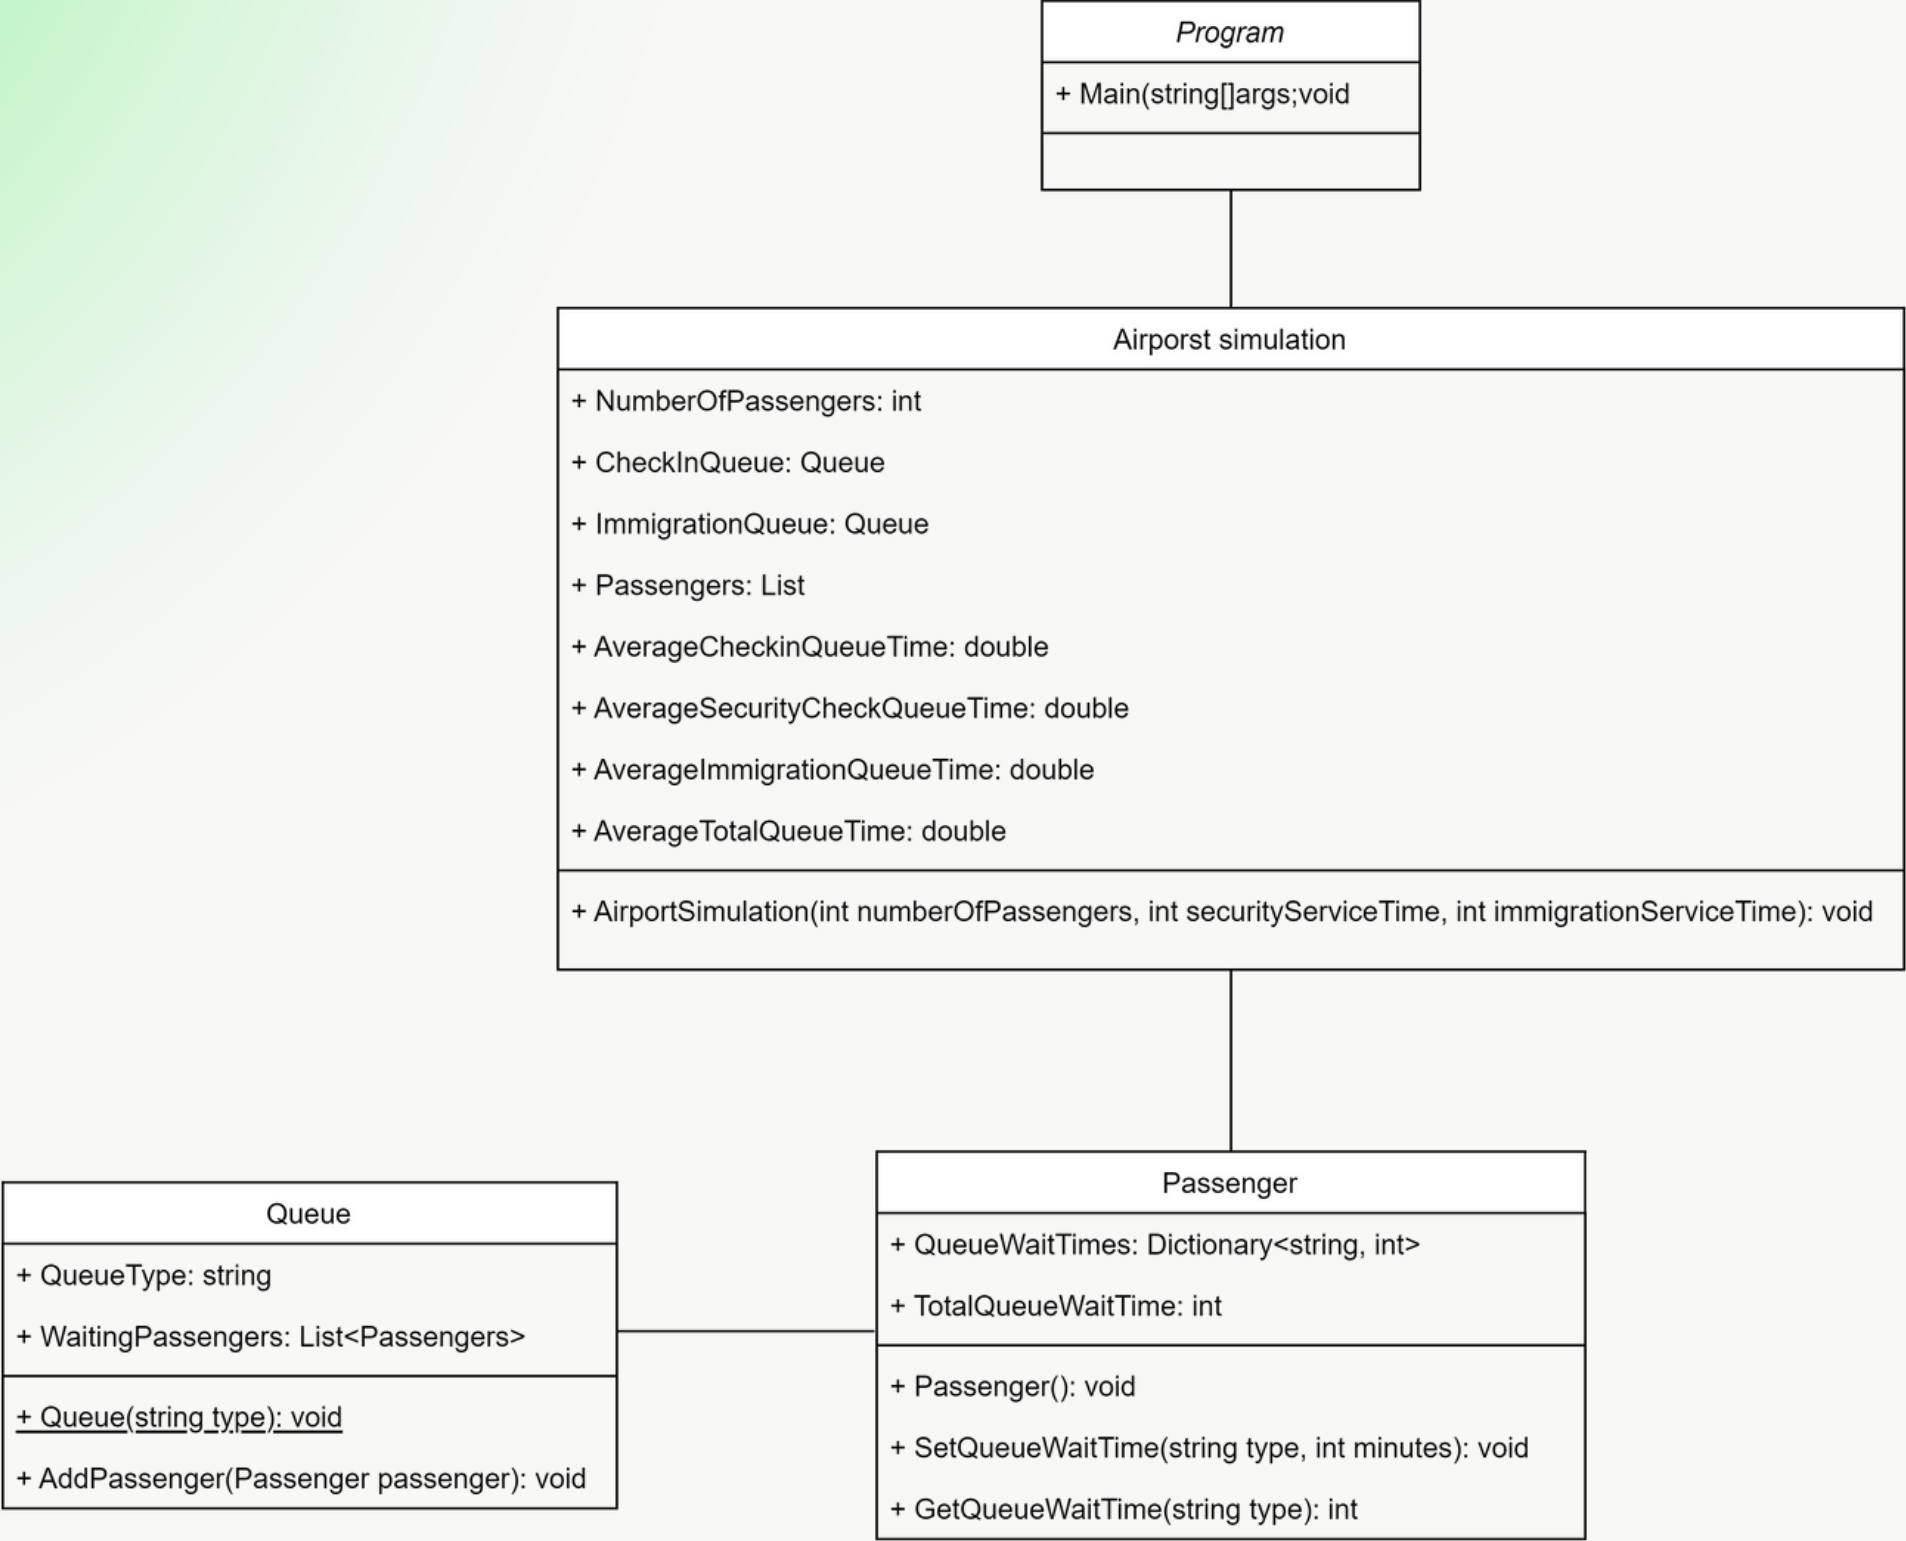 Program
+ Main(string[]args;void
Airporst simulation
+ NumberOfPassengers: int
+ CheckInQueue: Queue
+ ImmigrationQueue: Queue
+ Passengers: List
+ AverageCheckinQueueTime: double
+ AverageSecurityCheckQueueTime: double
+ AverageImmigrationQueueTime: double
+ AverageTotalQueueTime: double
+ AirportSimulation(int numberOfPassengers, int securityServiceTime, int immigrationServiceTime): void
Queue
+ QueueType: string
+ WaitingPassengers: List<Passengers>
+ Queue(string type): void
+ AddPassenger(Passenger passenger): void
Passenger
+ QueueWaitTimes: Dictionary<string, int>
+ TotalQueueWaitTime: int
+ Passenger(): void
+ SetQueueWaitTime(string type, int minutes): void
+ GetQueueWaitTime(string type): int